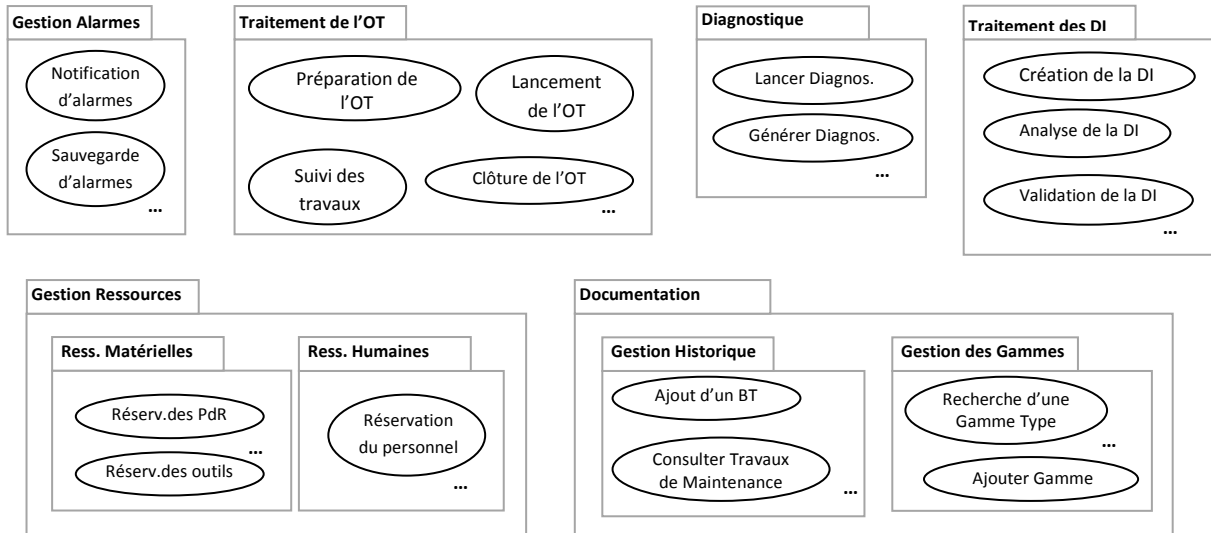 Gestion Alarmes
Notification
d’alarmes
Sauvegarde
d’alarmes
...
Traitement de l’OT
Préparation de
l’OT
Lancement
de l’OT
Suivi des
travaux
Clôture de l’OT
...
Diagnostique
Lancer Diagnos.
Générer Diagnos.
...
Traitement des DI
Création de la DI
Analyse de la DI
Validation de la DI
...
Gestion Ressources
Ress. Matérielles
Réserv.des PdR
...
Réserv.des outils
Ress. Humaines
Réservation
du personnel
...
Documentation
Gestion Historique
Ajout d’un BT
Consulter Travaux
de Maintenance
...
Gestion des Gammes
Recherche d’une
Gamme Type
...
Ajouter Gamme